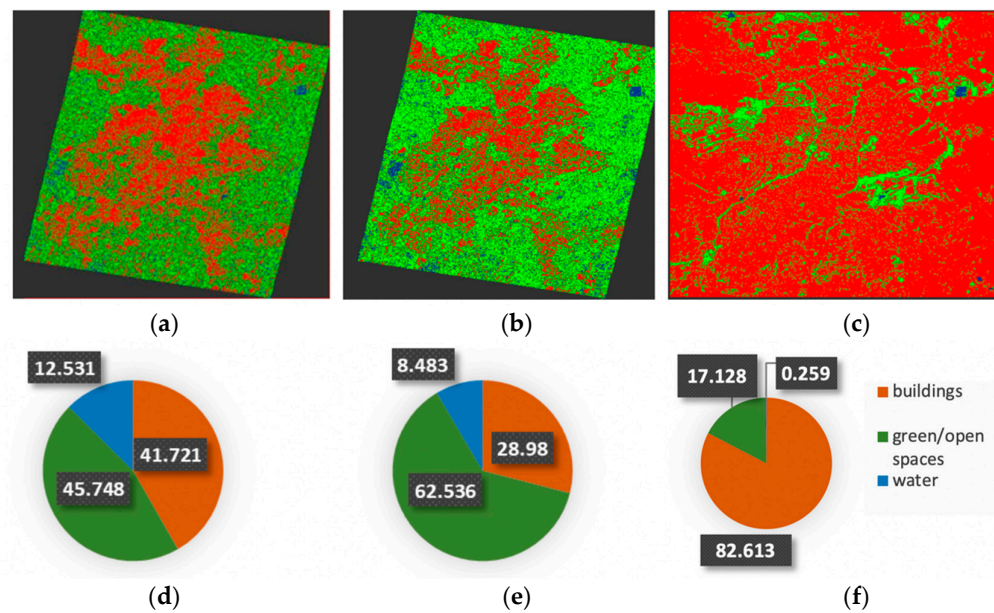 (a)
(b)
(c)
12.531
41.721
45.748
8.483
28.98
62.536
17.128
0.259
82.613
buildings
green/open
spaces
water
(d)
(e)
(f)